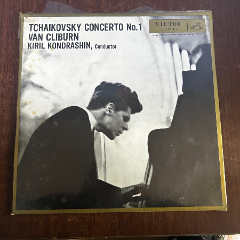 TCHAIKOVSKY CONCERTO No.1
VAN CLIBURN
KIRIL KONDRASHIN, Conductor
VICTOR